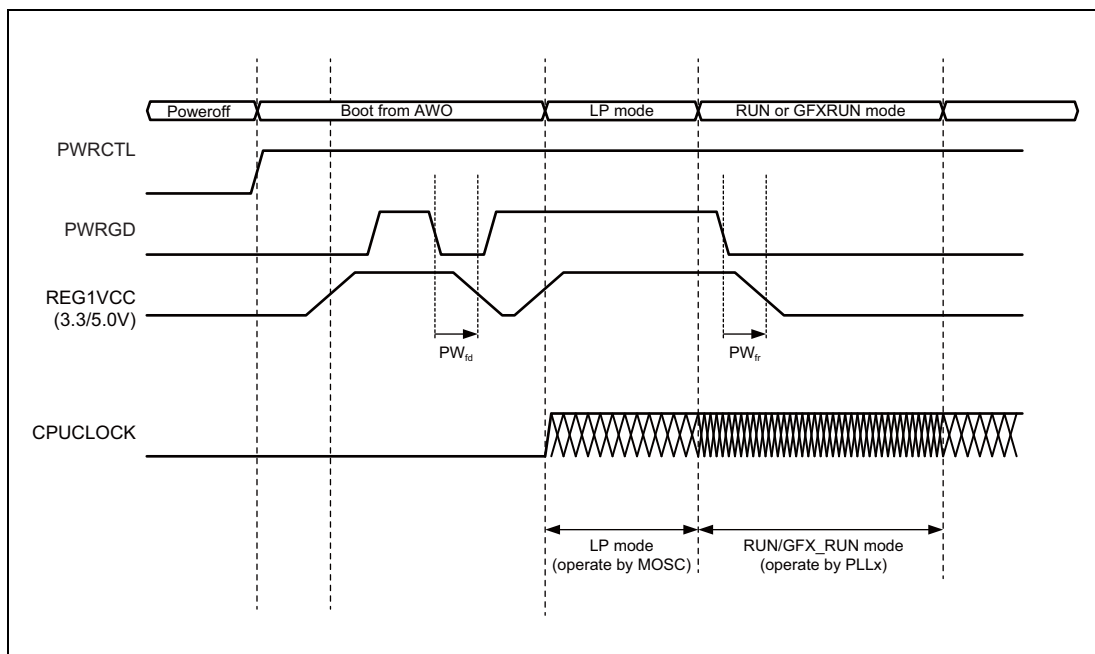 Poweroff
Boot from AWO
LP mode
RUN or GFXRUN mode
PWRCTL
PWRGD
REG1VCC
(3.3/5.0V)
PWfd
PWfr
CPUCLOCK
LP mode
(operate by MOSC)
RUN/GFX_RUN mode
(operate by PLLx)